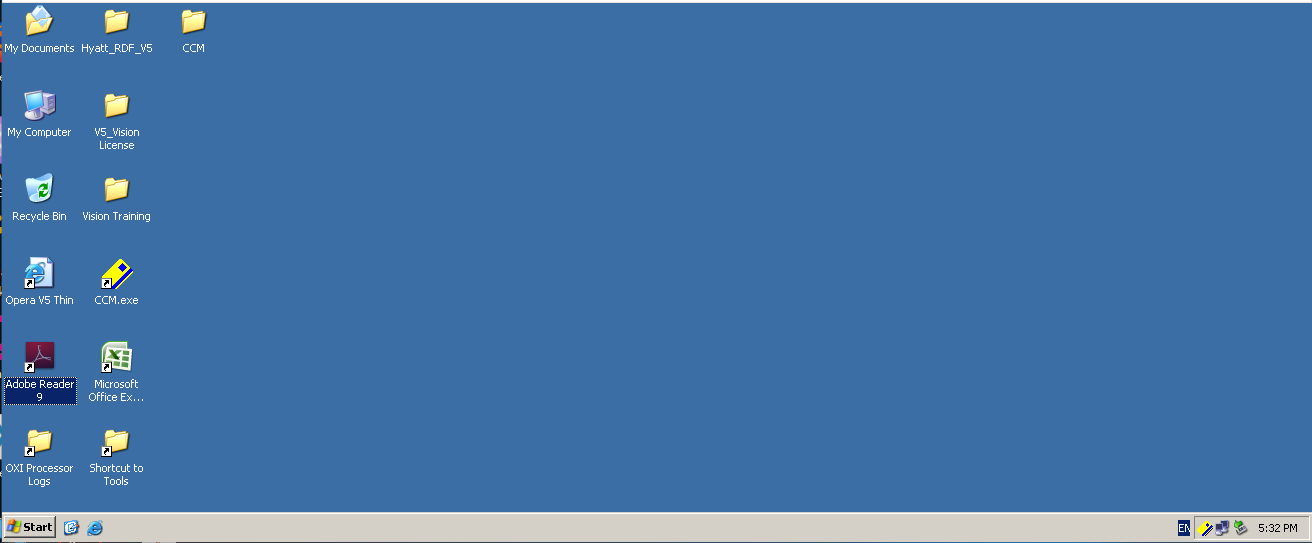 My Documents
Hyatt_RDF_V5
CCM
My Computer
V5_Vision
License
Recycle Bin
Vision Training
Opera V5 Thin
CCM.exe
Adobe Reader
9
Microsoft
Office Ex...
OXI Processor
Logs
Shortcut to
Tools
Start
EN
5:32 PM